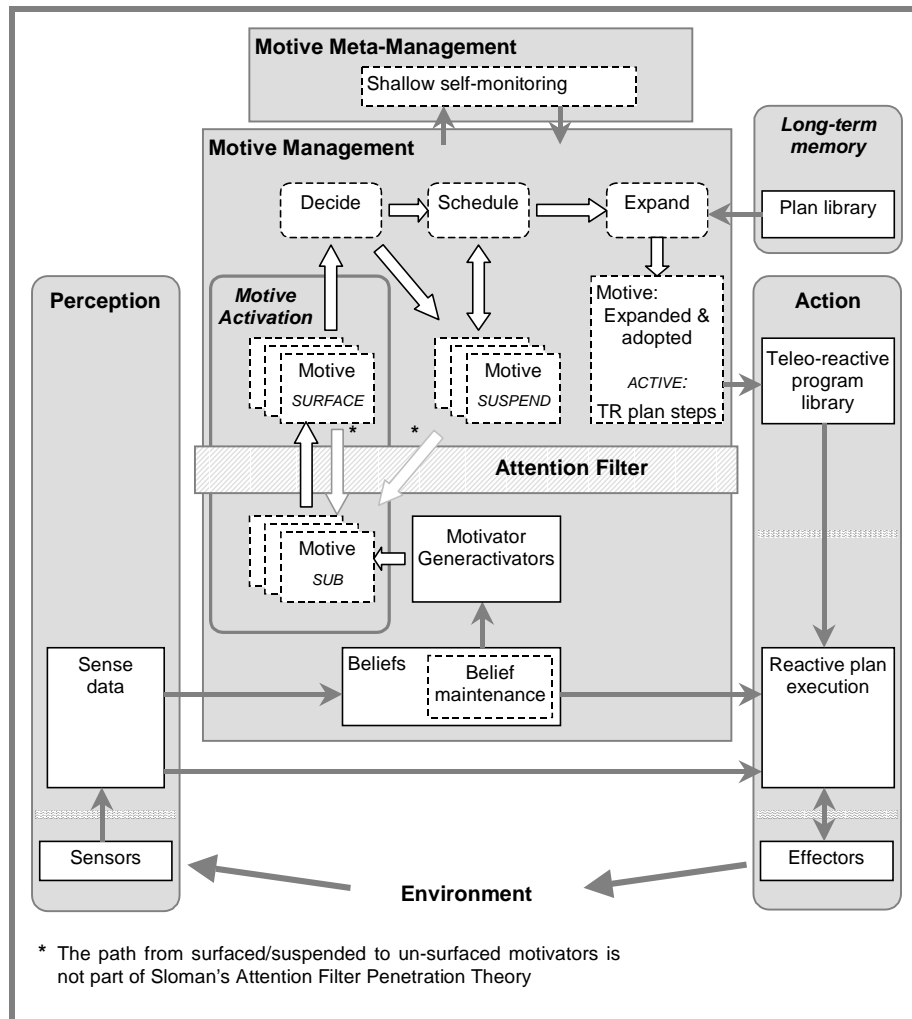 Motive Meta-Management
Shallow self-monitoring
Motive Management
Long-term
memory
Plan library
Decide
Schedule
Expand
Perception
Motive
Activation
Motive
SURFACE
*
Motive
SUSPEND
*
Motive:
Expanded &
adopted
ACTIVE:
TR plan steps
Action
Teleo-reactive
program
library
Attention Filter
Motive
SUB
Motivator
Generactivators
Sense
data
Beliefs
Belief
maintenance
Reactive plan
execution
Sensors
Effectors
Environment
* The path from surfaced/suspended to un-surfaced motivators is
not part of Sloman's Attention Filter Penetration Theory